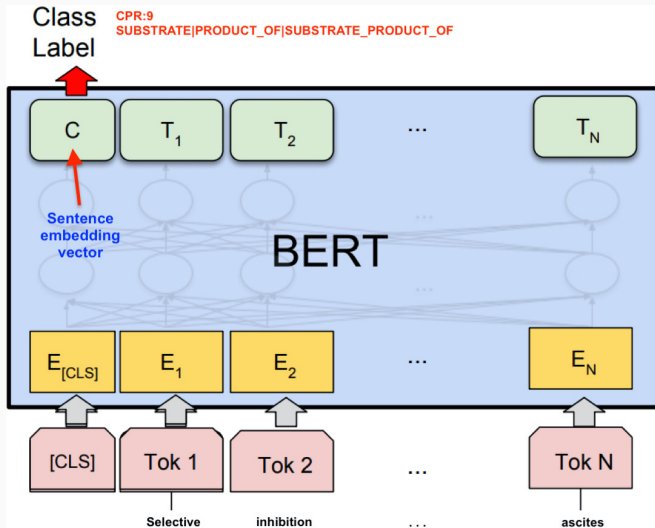 Class
Label
CPR:9
SUBSTRATE|PRODUCT_OF|SUBSTRATE_PRODUCT_OF
C T1 T2 ... TN
Sentence
embedding
vector
...
BERT
...
E[CLS] E1 E2 ... EN
[CLS] Tok 1 Tok 2 ... Tok N
Selective inhibition ... ascites